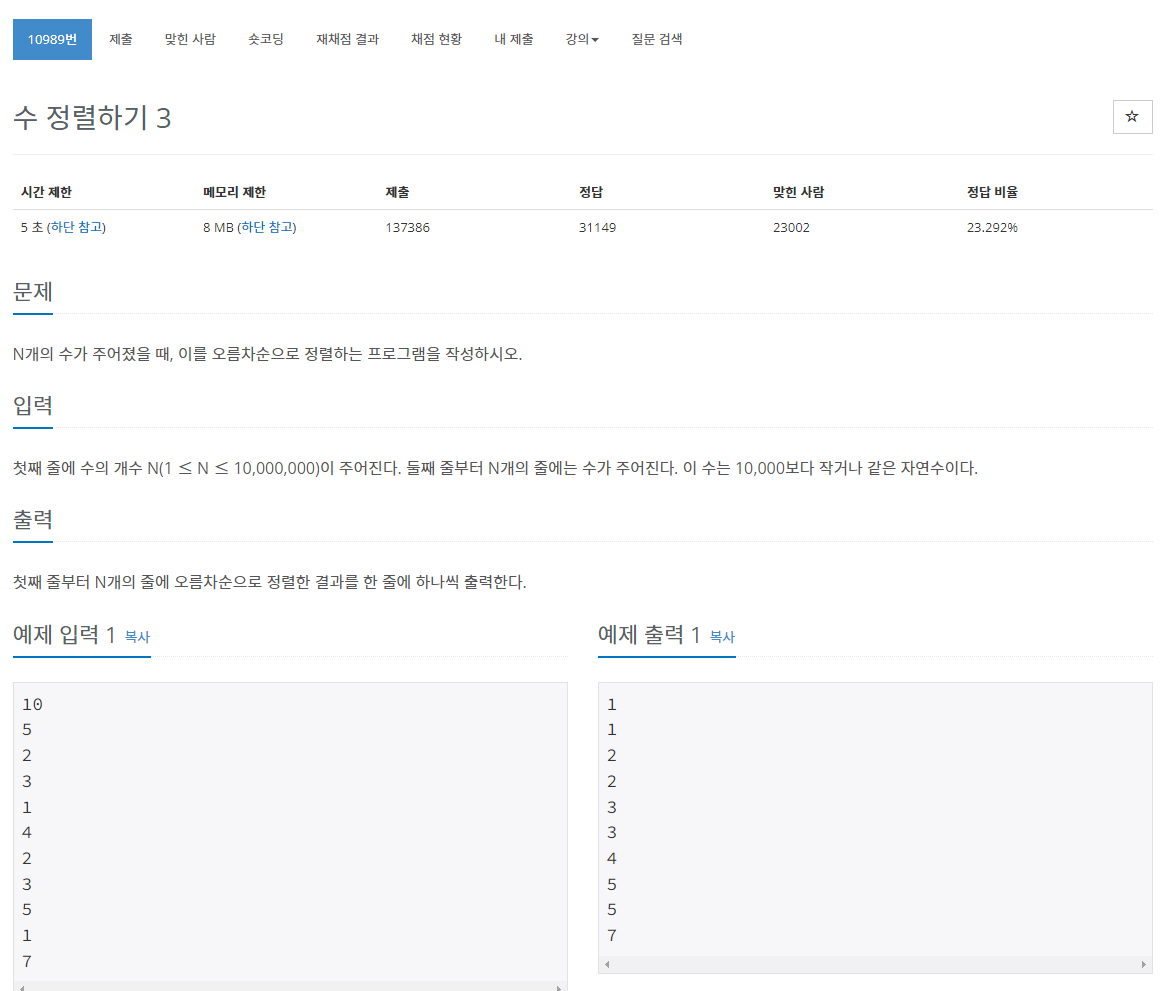 10989번 제출 맞힌 사람 숏코딩 재채점 결과 채점 현황 내 제출 강의 질문 검색
수 정렬하기 3
시간 제한 메모리 제한 제출 정답 맞힌 사람 정답 비율
5 초 (하단 참고) 8 MB (하단 참고) 137386 31149 23002 23.292%
문제
N개의 수가 주어졌을 때, 이를 오름차순으로 정렬하는 프로그램을 작성하시오.
입력
첫째 줄에 수의 개수 N(1 ≤ N ≤ 10,000,000)이 주어진다. 둘째 줄부터 N개의 줄에는 수가 주어진다. 이 수는 10,000보다 작거나 같은 자연수이다.
출력
첫째 줄부터 N개의 줄에 오름차순으로 정렬한 결과를 한 줄에 하나씩 출력한다.
예제 입력 1 복사
10
5
2
3
1
4
2
3
5
1
7
예제 출력 1 복사
1
1
2
2
3
3
4
5
5
7